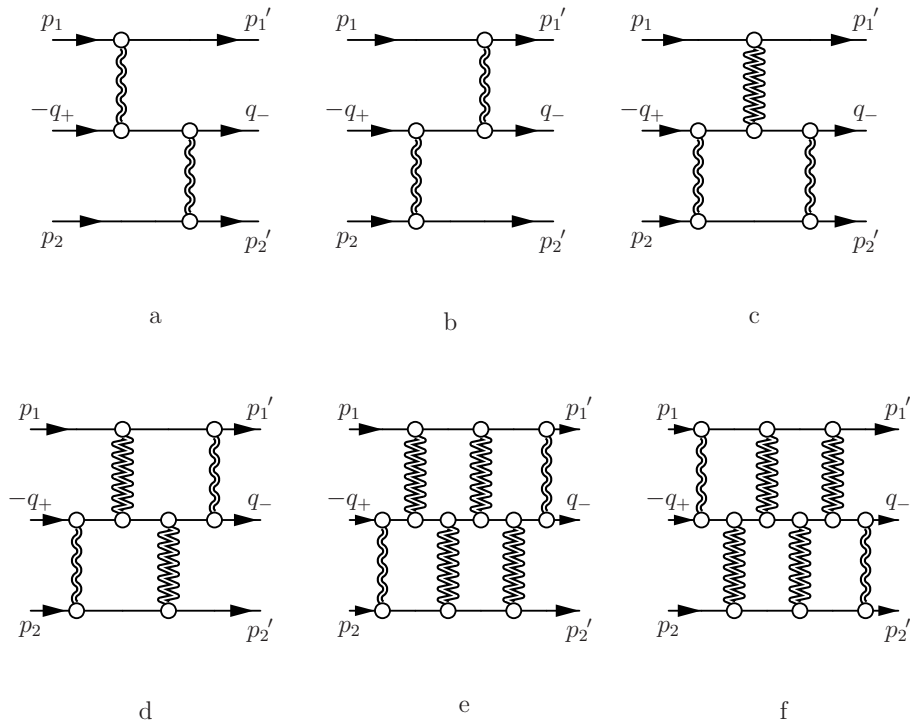 p₁ p₁′ p₁ p₁′ p₁ p₁′
−q₊ q₋ −q₊ q₋ −q₊ q₋
p₂ p₂′ p₂ p₂′ p₂ p₂′
a b c
p₁ p₁′ p₁ p₁′ p₁ p₁′
−q₊ q₋ −q₊ q₋ −q₊ q₋
p₂ p₂′ p₂ p₂′ p₂ p₂′
d e f